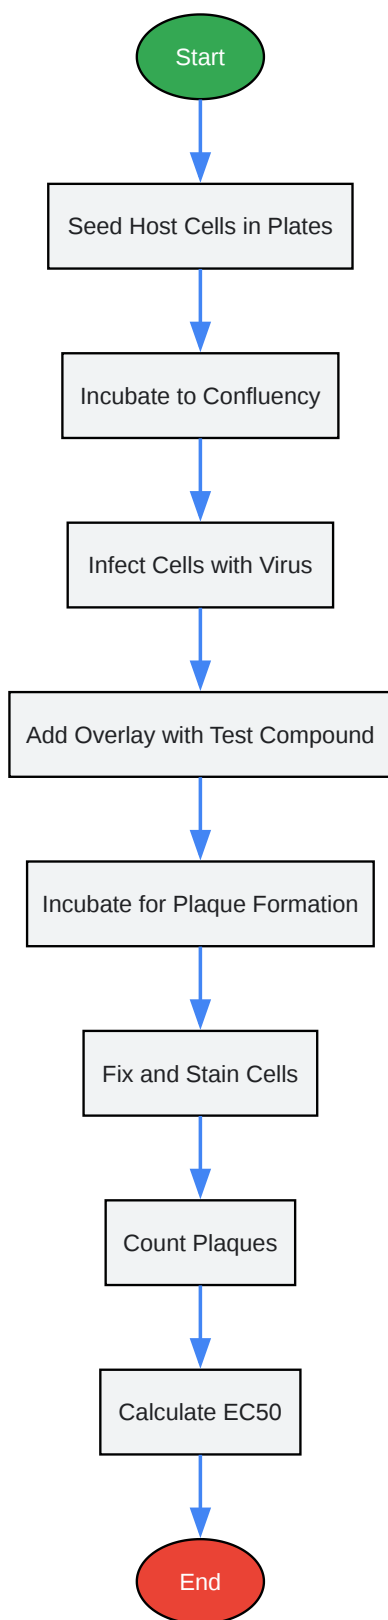 Start
Seed Host Cells in Plates
Incubate to Confluency
Infect Cells with Virus
Add Overlay with Test Compound
Incubate for Plaque Formation
Fix and Stain Cells
Count Plaques
Calculate EC50
End